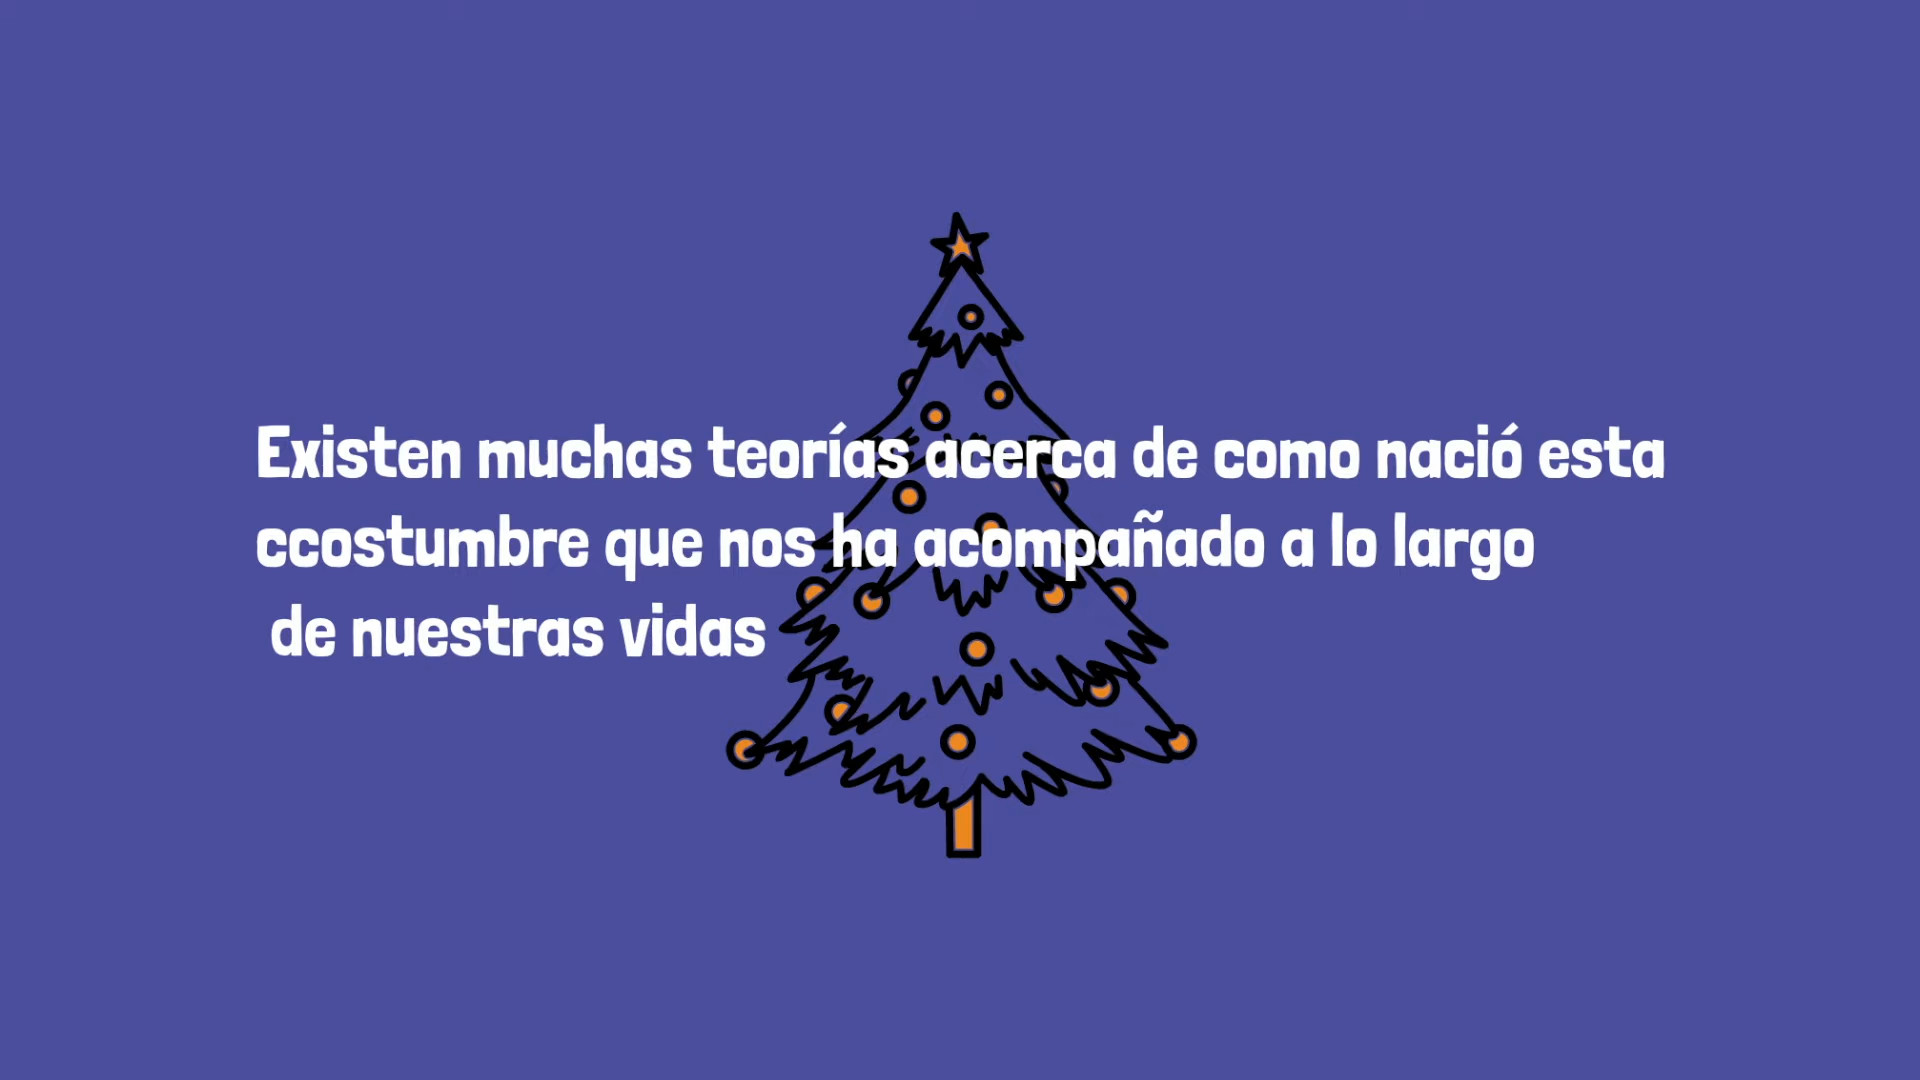 Existen muchas teorías acerca de como nació esta
ccostumbre que nos ha acompañado a lo largo
de nuestras vidas